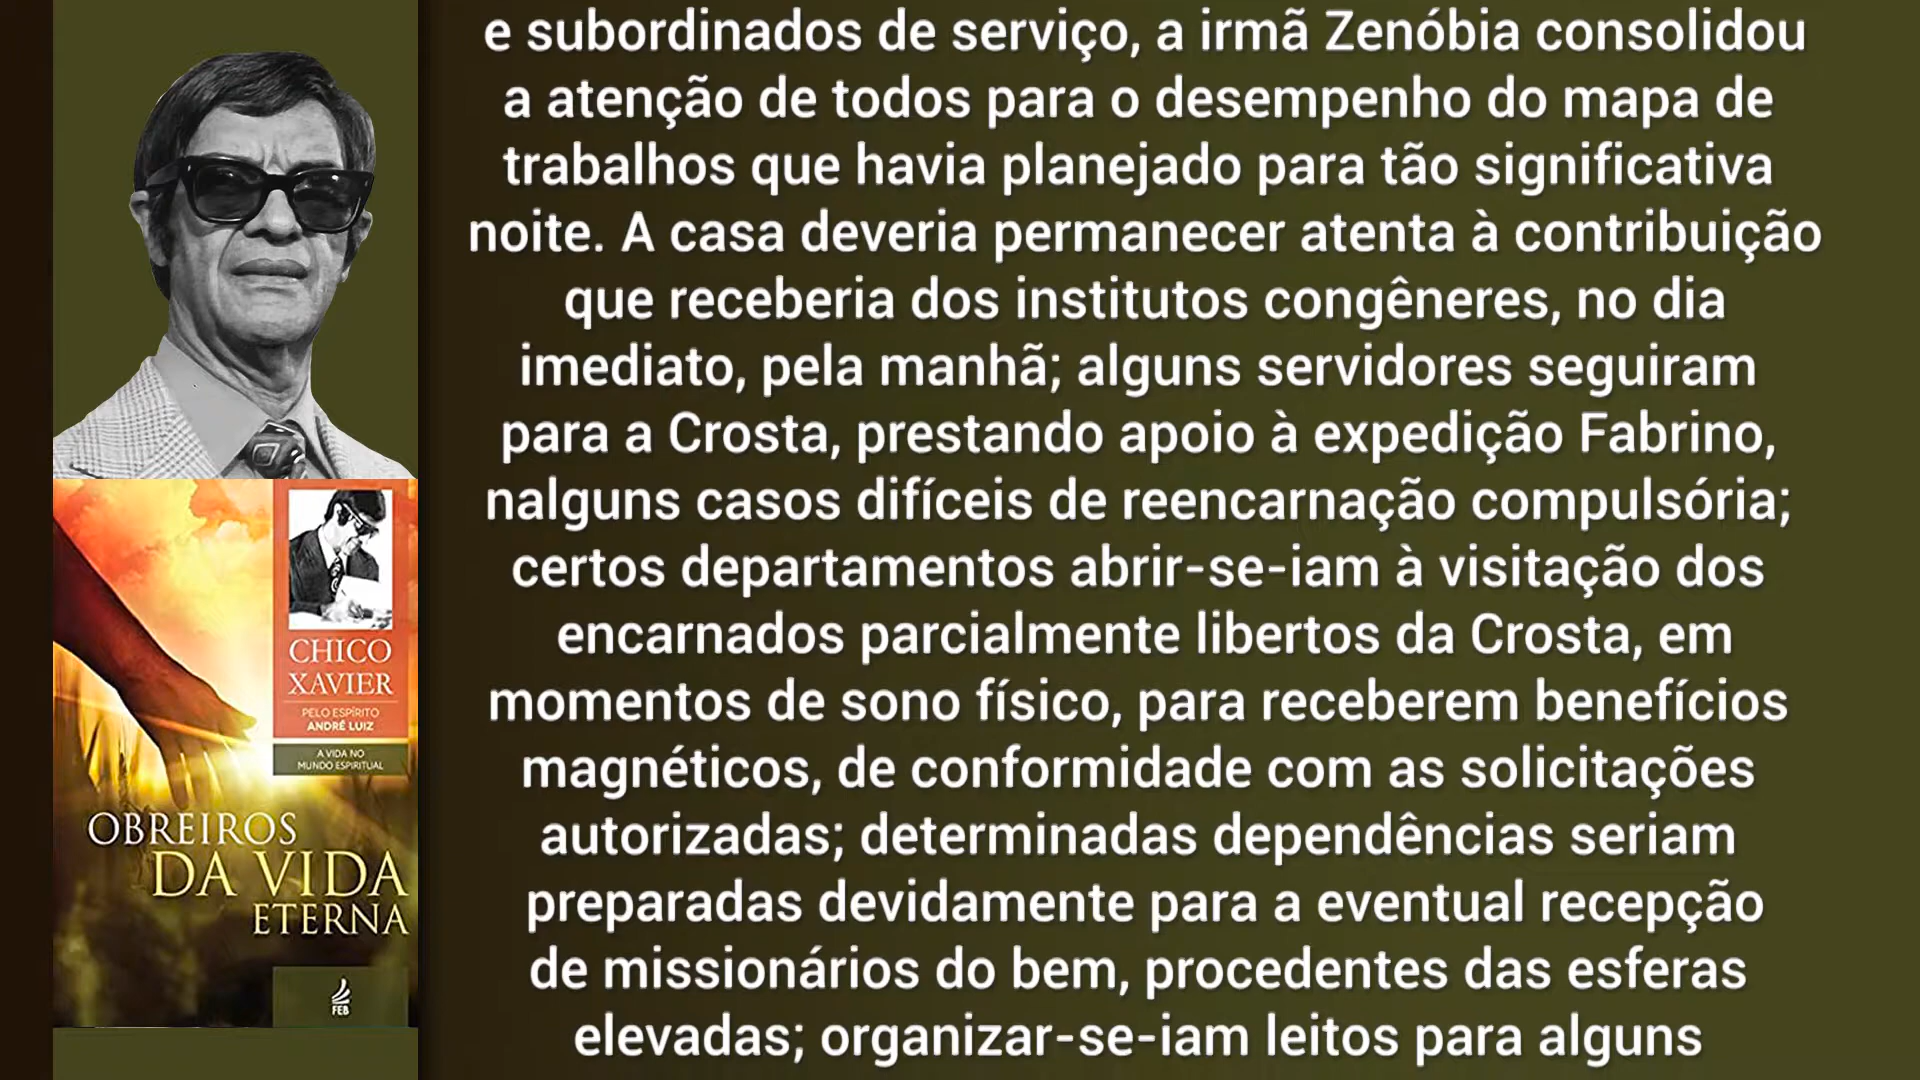 e subordinados de serviço, a irmã Zenóbia consolidou
a atenção de todos para o desempenho do mapa de
trabalhos que havia planejado para tão significativa
noite. A casa deveria permanecer atenta à contribuição
que receberia dos institutos congêneres, no dia
imediato, pela manhã; alguns servidores seguiram
para a Crosta, prestando apoio à expedição Fabrino,
nalguns casos difíceis de reencarnação compulsória;
certos departamentos abrir-se-iam à visitação dos
encarnados parcialmente libertos da Crosta, em
momentos de sono físico, para receberem benefícios
magnéticos, de conformidade com as solicitações
autorizadas; determinadas dependências seriam
preparadas devidamente para a eventual recepção
de missionários do bem, procedentes das esferas
elevadas; organizar-se-iam leitos para alguns
CHICO
XAVIER
PELO ESPÍRITO
ANDRÉ LUIZ
A VIDA NO
MUNDO ESPIRITUAL
OBREIROS
DA VIDA
ETERNA
FEB